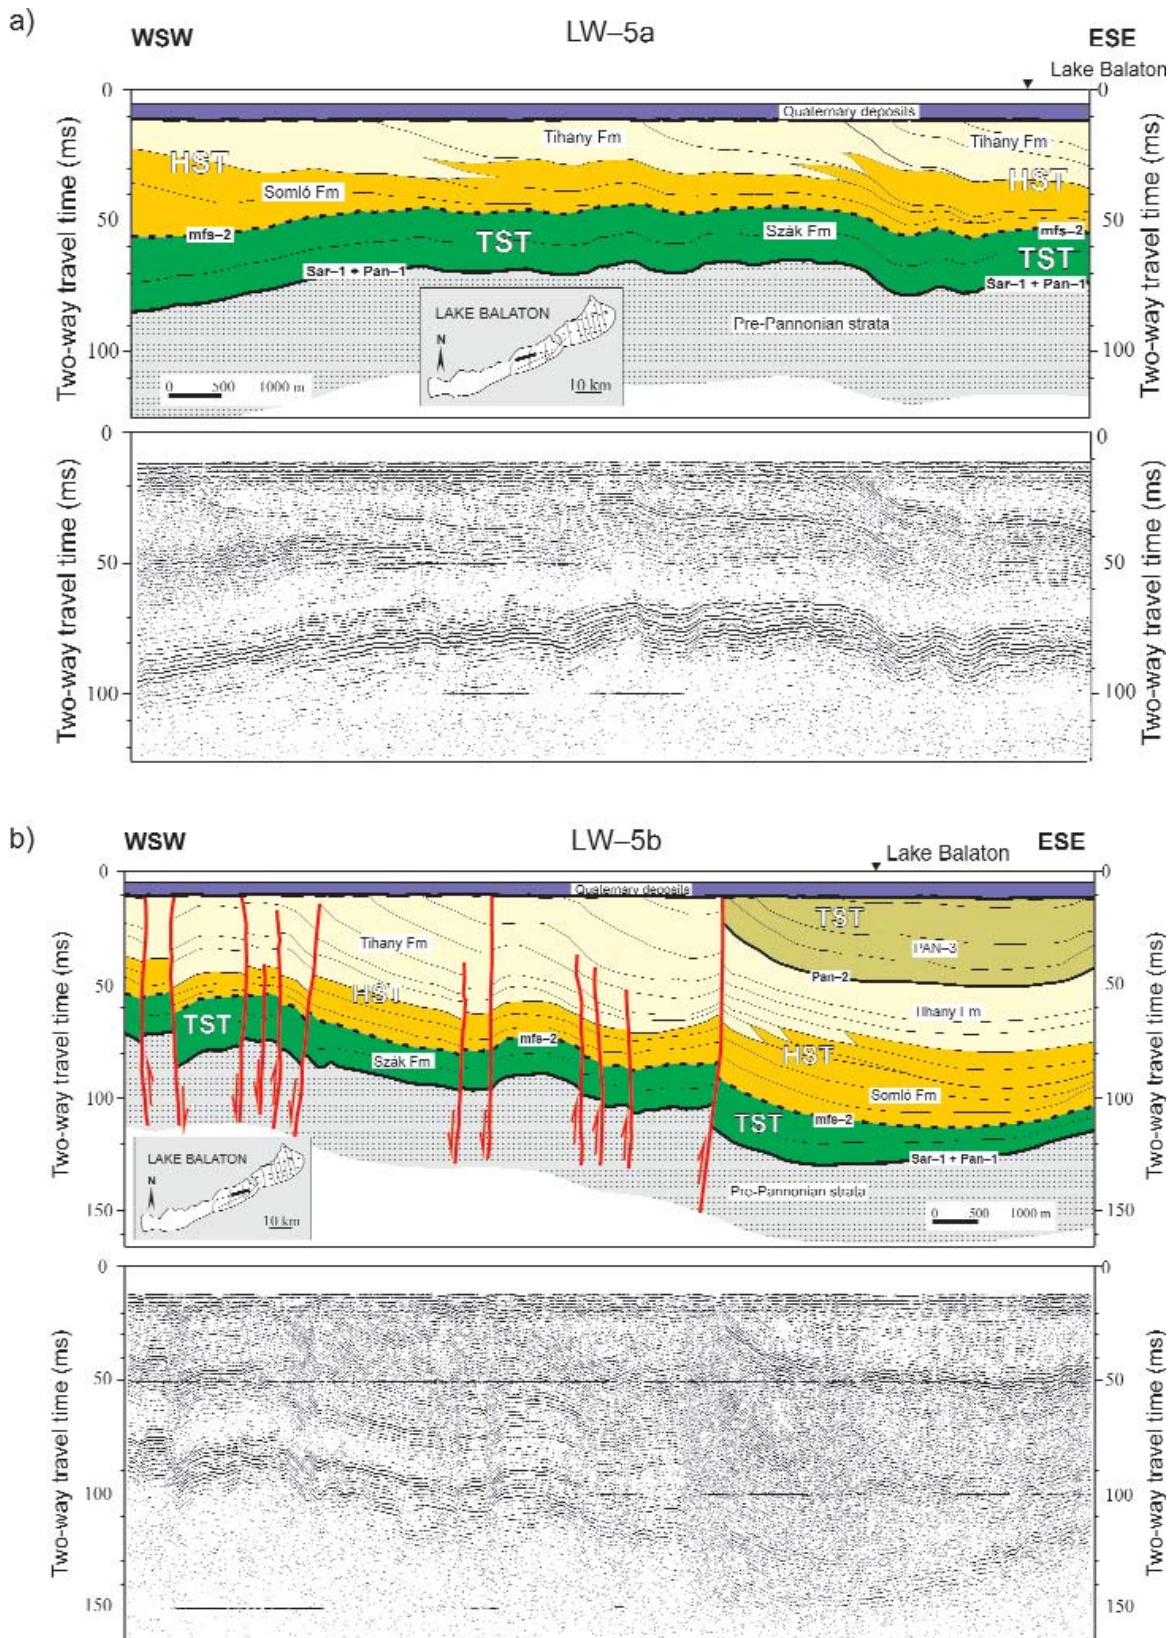 a)
WSW
LW–5a
ESE
Lake Balaton
0
0
Quaternary deposits
Tihany Fm
Tihany Fm
HST
HST
Somló Fm
50
50
mfs–2
mfs–2
TST
Szák Fm
TST
Sar–1 + Pan–1
Sar–1 + Pan–1
LAKE BALATON
N
10 km
Pre-Pannonian strata
100
100
0 500 1000 m
Two-way travel time (ms)
Two-way travel time (ms)
0
0
50
50
100
100
Two-way travel time (ms)
Two-way travel time (ms)
b)
WSW
LW–5b
ESE
Lake Balaton
0
0
Quaternary deposits
TST
Tihany Fm
PAN–3
Pan–2
50
50
HST
Tihany Fm
TST
mfs–2
HST
Szák Fm
Somló Fm
100
100
TST
mfs–2
Sar–1 + Pan–1
LAKE BALATON
N
10 km
Pro-Pannonian strata
0 500 1000 m
150
150
Two-way travel time (ms)
Two-way travel time (ms)
0
0
50
50
100
100
150
150
Two-way travel time (ms)
Two-way travel time (ms)